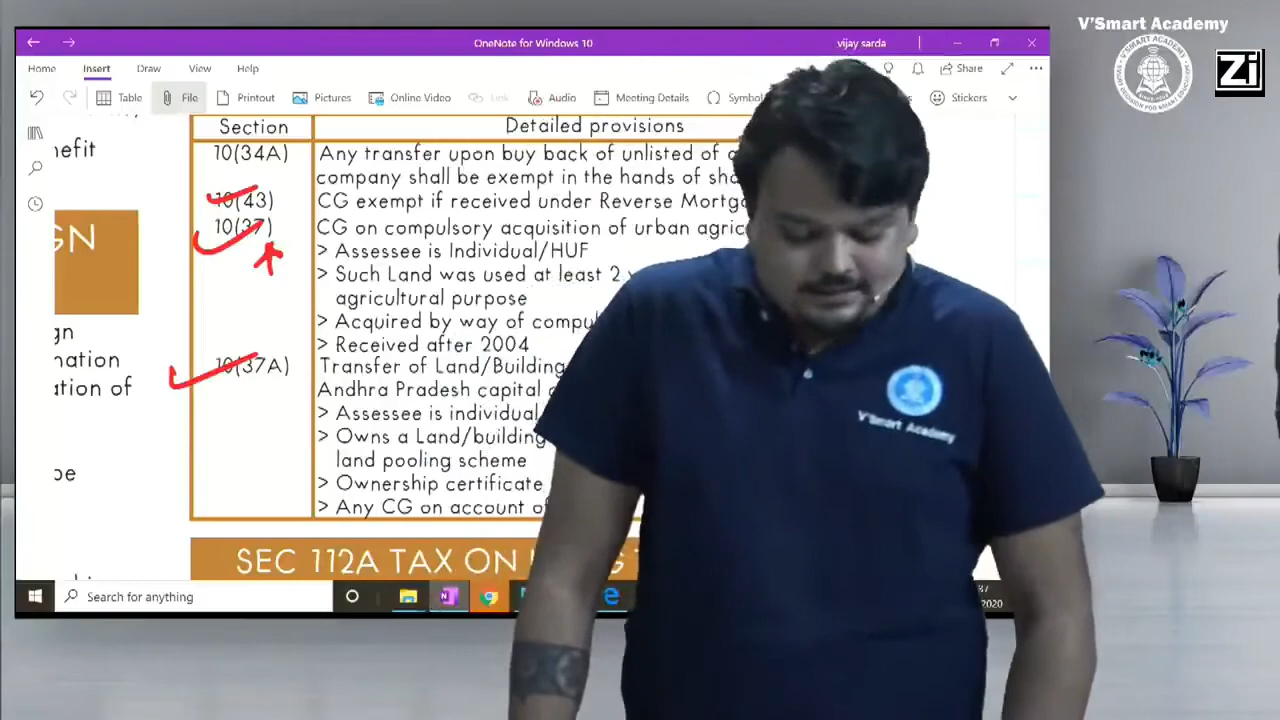 V'Smart Academy
Zi
OneNote for Windows 10
vijay sarda
Home Insert Draw View Help
Share
Table File Printout Pictures Online Video Link Audio Meeting Details Symbol Stickers
nefit
GN
gn
nation
ation of
be
Section Detailed provisions
10(34A) Any transfer upon buy back of unlisted of
company shall be exempt in the hands of
10(43) CG exempt if received under Reverse
10(37) CG on compulsory acquisition of urban
> Assessee is Individual/HUF
> Such Land was used at least 2
agricultural purpose
> Acquired by way of
> Received after 2004
10(37A) Transfer of Land/Building
Andhra Pradesh capital
> Assessee is individual
> Owns a Land/building
land pooling scheme
> Ownership certificate
> Any CG on account
SEC 112A TAX ON
Search for anything
2020
V'Smart Academy